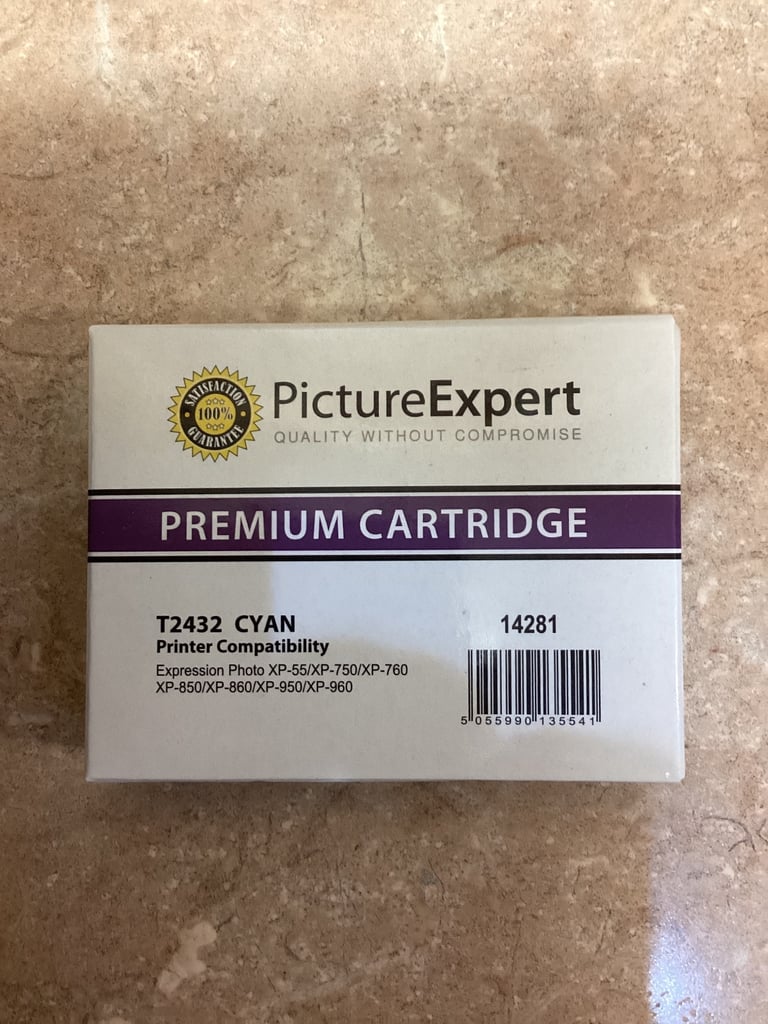 SATISFACTION
100%
GUARANTEE
PictureExpert
QUALITY WITHOUT COMPROMISE
PREMIUM CARTRIDGE
T2432 CYAN
Printer Compatibility
Expression Photo XP-55/XP-750/XP-760
XP-850/XP-860/XP-950/XP-960
14281
5 055990 135541